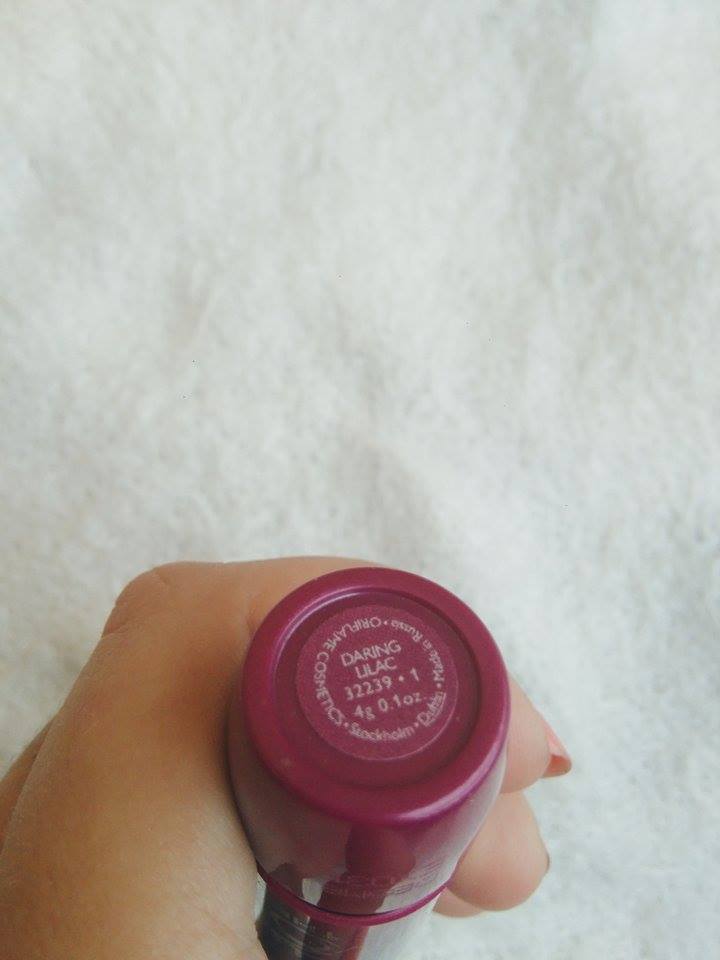 DARING
LILAC
32239 • 1
4g 0.1oz.
ORIFLAME COSMETICS • Stockholm • Dublin • Made in Russia •